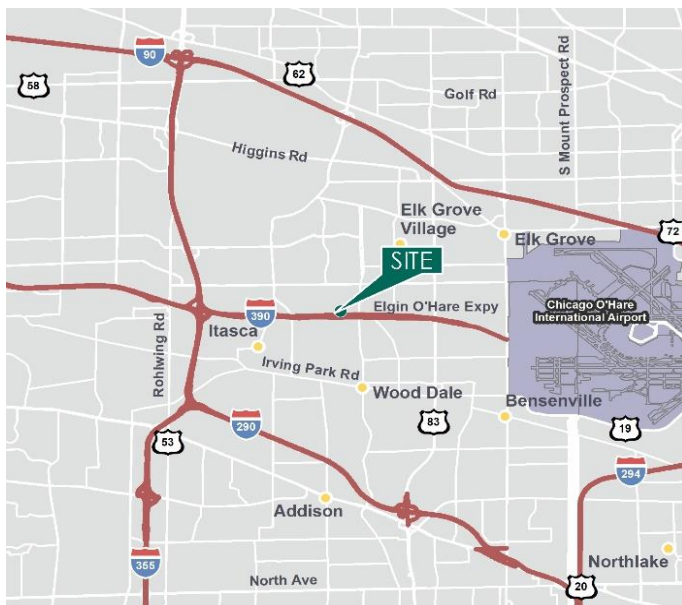 90
58
62
Golf Rd
S Mount Prospect Rd
Higgins Rd
Elk Grove
Village
Elk Grove
72
SITE
Chicago O'Hare
International Airport
390
Elgin O'Hare Expy
Itasca
Rohlwing Rd
Irving Park Rd
Wood Dale
Bensenville
83
19
290
53
294
Addison
355
Northlake
North Ave
20